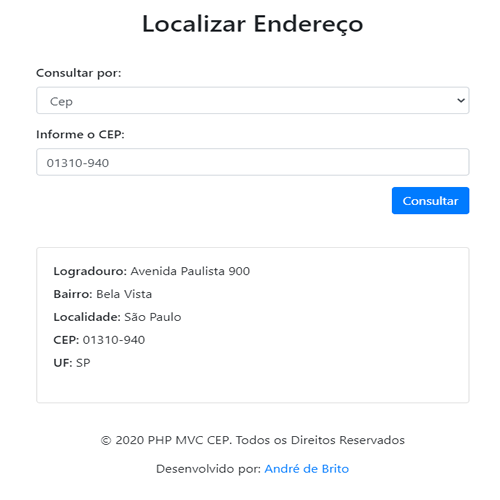 Localizar Endereço
Consultar por:
Cep
Informe o CEP:
01310-940
Consultar
Logradouro: Avenida Paulista 900
Bairro: Bela Vista
Localidade: São Paulo
CEP: 01310-940
UF: SP
© 2020 PHP MVC CEP. Todos os Direitos Reservados
Desenvolvido por: André de Brito